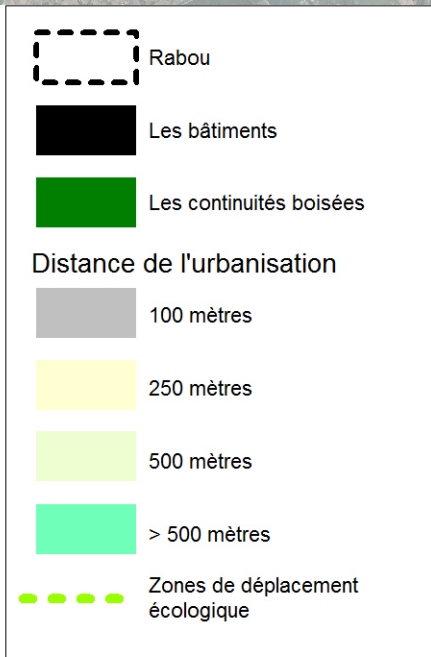 Rabou
Les bâtiments
Les continuités boisées
Distance de l'urbanisation
100 mètres
250 mètres
500 mètres
> 500 mètres
Zones de déplacement
écologique